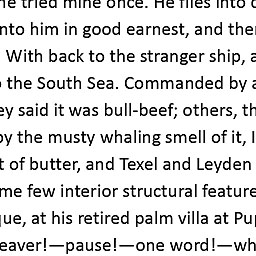 he tried mine once. He flies into
nto him in good earnest, and the
With back to the stranger ship, a
the South Sea. Commanded by a
ey said it was bull-beef; others, th
by the musty whaling smell of it, I
t of butter, and Texel and Leyden
me few interior structural feature
que, at his retired palm villa at Pu
eaver!—pause!—one word!—wh